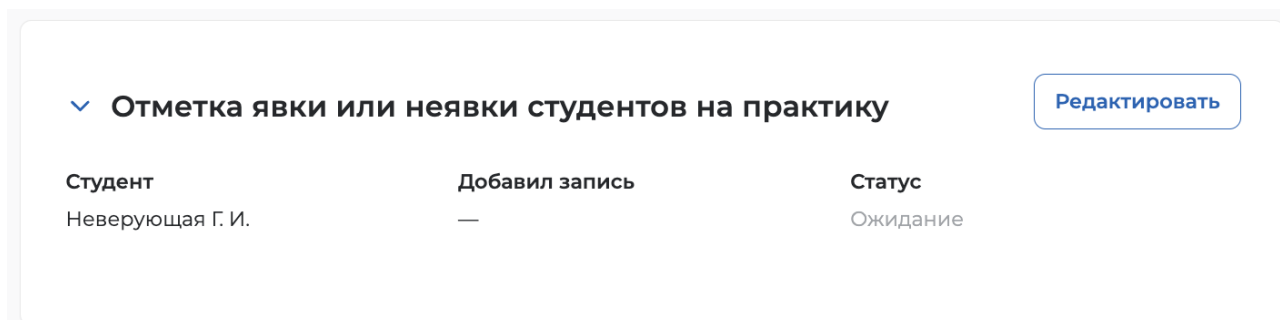 Отметка явки или неявки студентов на практику
Редактировать
Студент Добавил запись Статус
Неверующая Г. И. — Ожидание